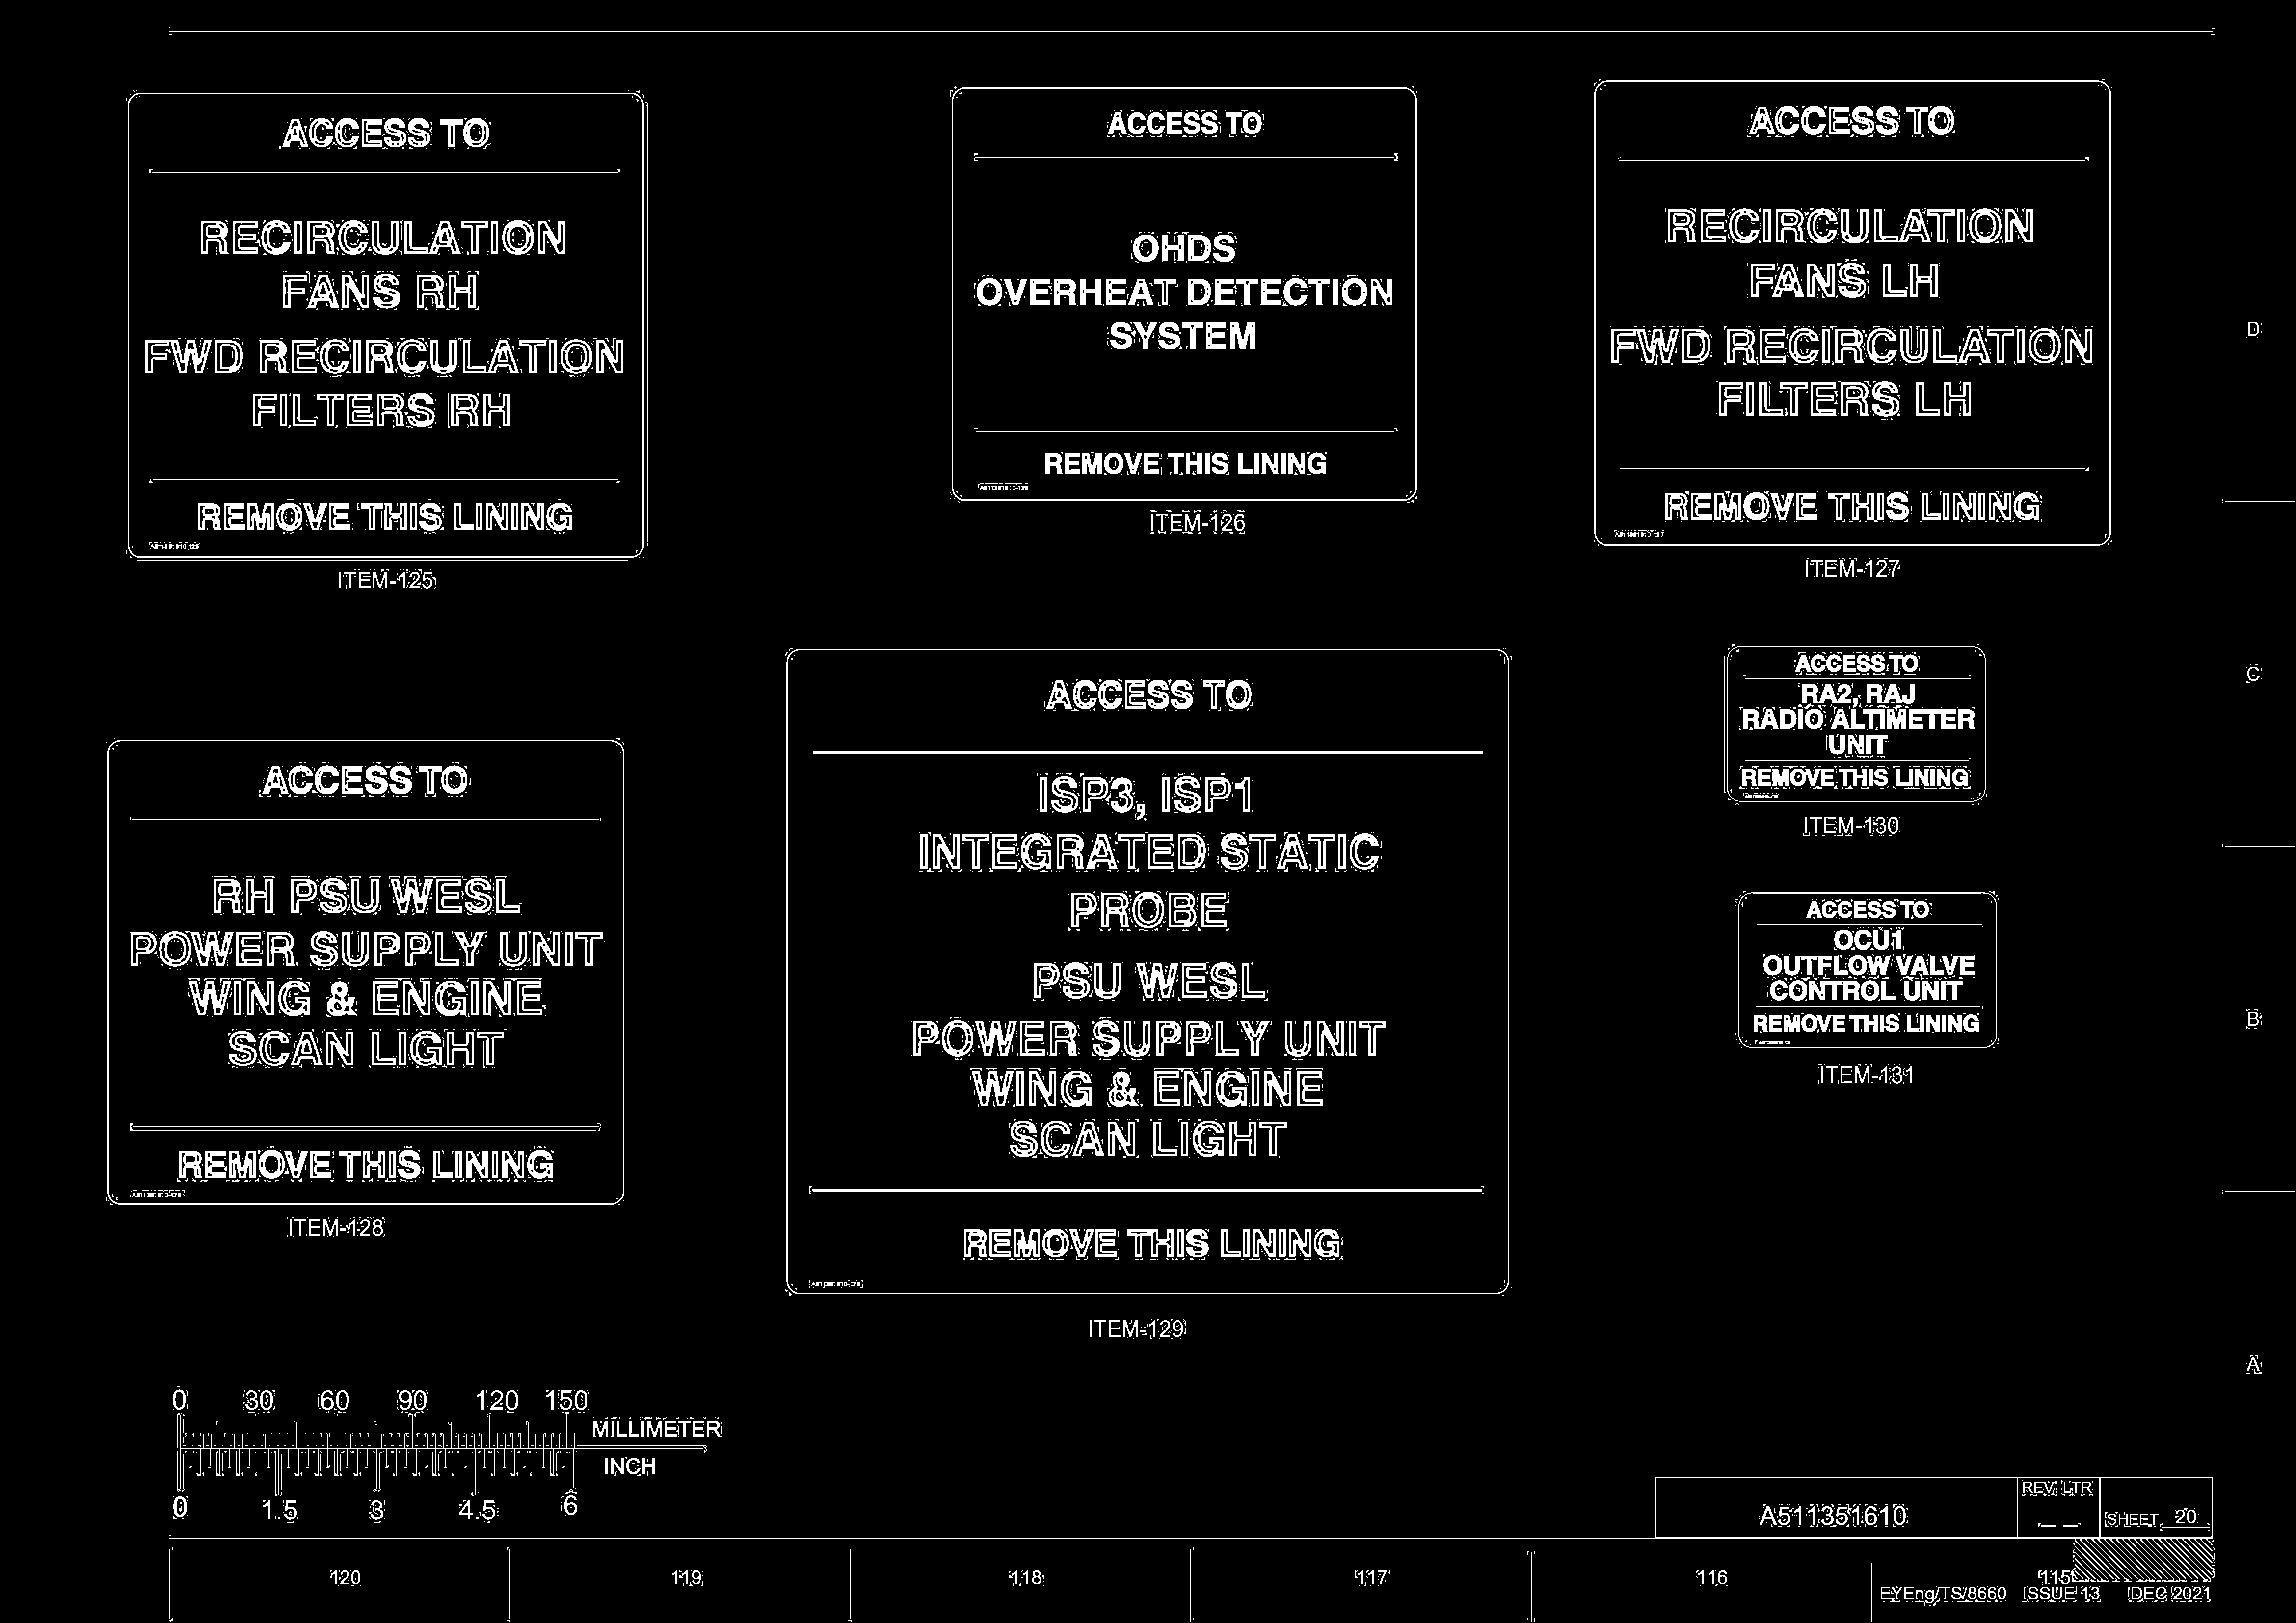 ACCESS TO
RECIRCULATION
FANS RH
FWD RECIRCULATION
FILTERS RH
REMOVE THIS LINING
ITEM-125
ACCESS TO
OHDS
OVERHEAT DETECTION
SYSTEM
REMOVE THIS LINING
ITEM-126
ACCESS TO
RECIRCULATION
FANS LH
FWD RECIRCULATION
FILTERS LH
REMOVE THIS LINING
ITEM-127
D
ACCESS TO
RH PSU WESL
POWER SUPPLY UNIT
WING & ENGINE
SCAN LIGHT
REMOVE THIS LINING
ITEM-128
ACCESS TO
ISP3, ISP1
INTEGRATED STATIC
PROBE
PSU WESL
POWER SUPPLY UNIT
WING & ENGINE
SCAN LIGHT
REMOVE THIS LINING
ITEM-129
ACCESS TO
RA2, RAJ
RADIO ALTIMETER
UNIT
REMOVE THIS LINING
ITEM-130
C
ACCESS TO
OCU1
OUTFLOW VALVE
CONTROL UNIT
REMOVE THIS LINING
ITEM-131
B
A
0 30 60 90 120 150
MILLIMETER
INCH
0 1.5 3 4.5 6
A511351610
REV LTR
_ _
SHEET 20
120 119 118 117 116 115
EYEng/TS/8660 ISSUE 13 DEC 2021